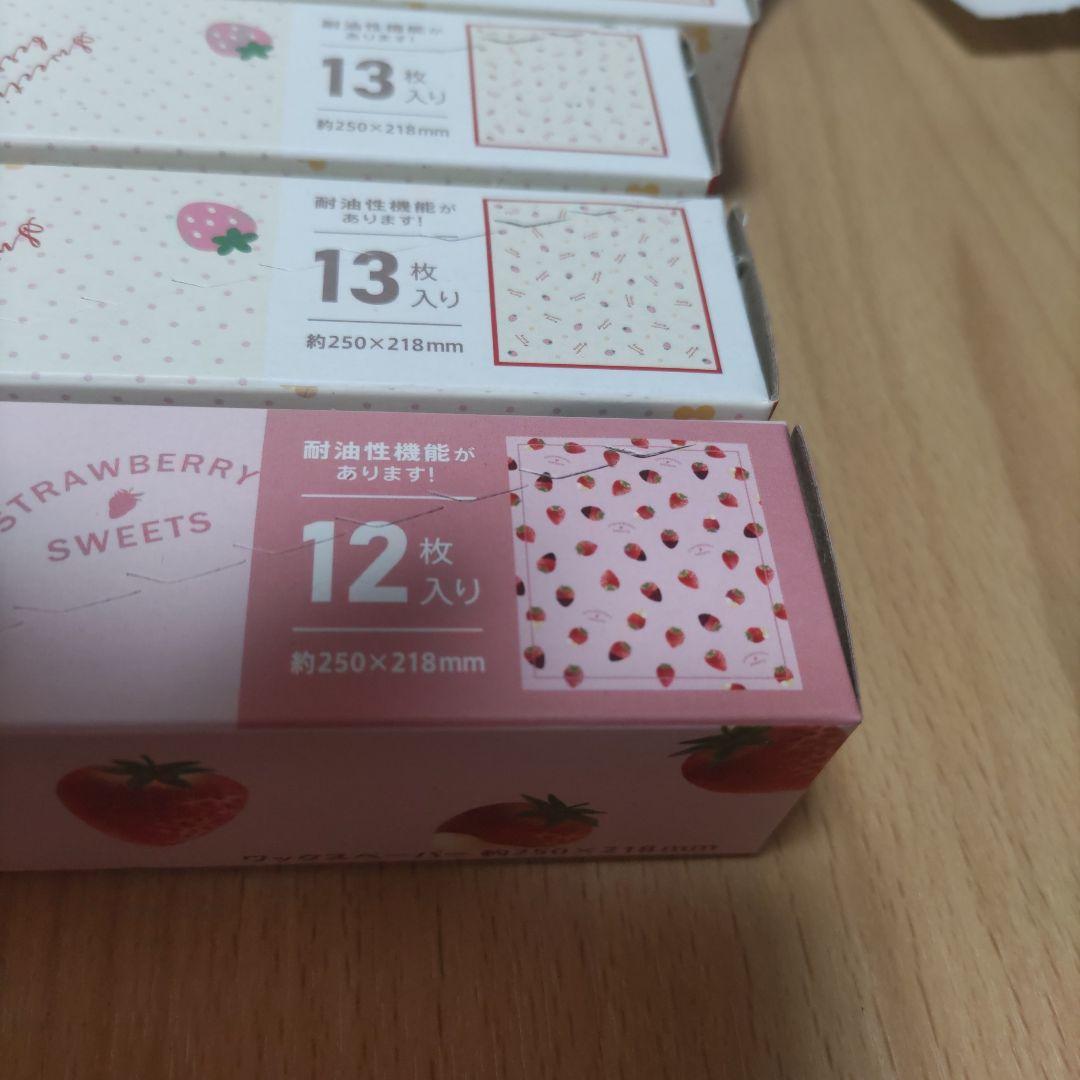 耐油性機能が
あります!
13枚
入り
約250×218mm
耐油性機能が
あります!
13枚
入り
約250×218mm
STRAWBERRY
SWEETS
耐油性機能が
あります!
12枚
入り
約250×218mm
ワックスペーパー 約250×218mm